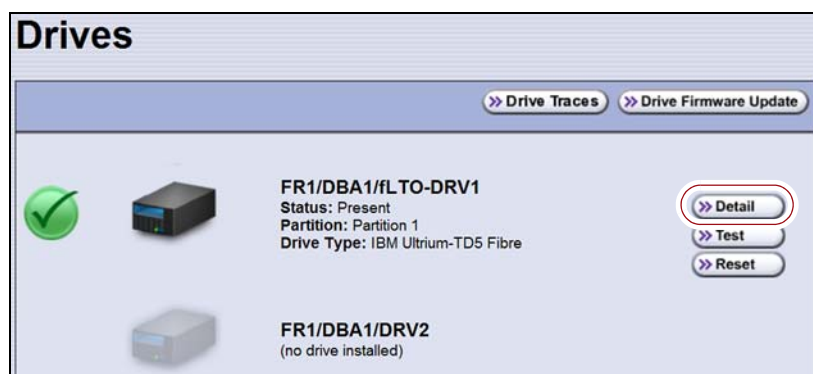 Drives
» Drive Traces
» Drive Firmware Update
FR1/DBA1/fLTO-DRV1
Status: Present
Partition: Partition 1
Drive Type: IBM Ultrium-TD5 Fibre
» Detail
» Test
» Reset
FR1/DBA1/DRV2
(no drive installed)